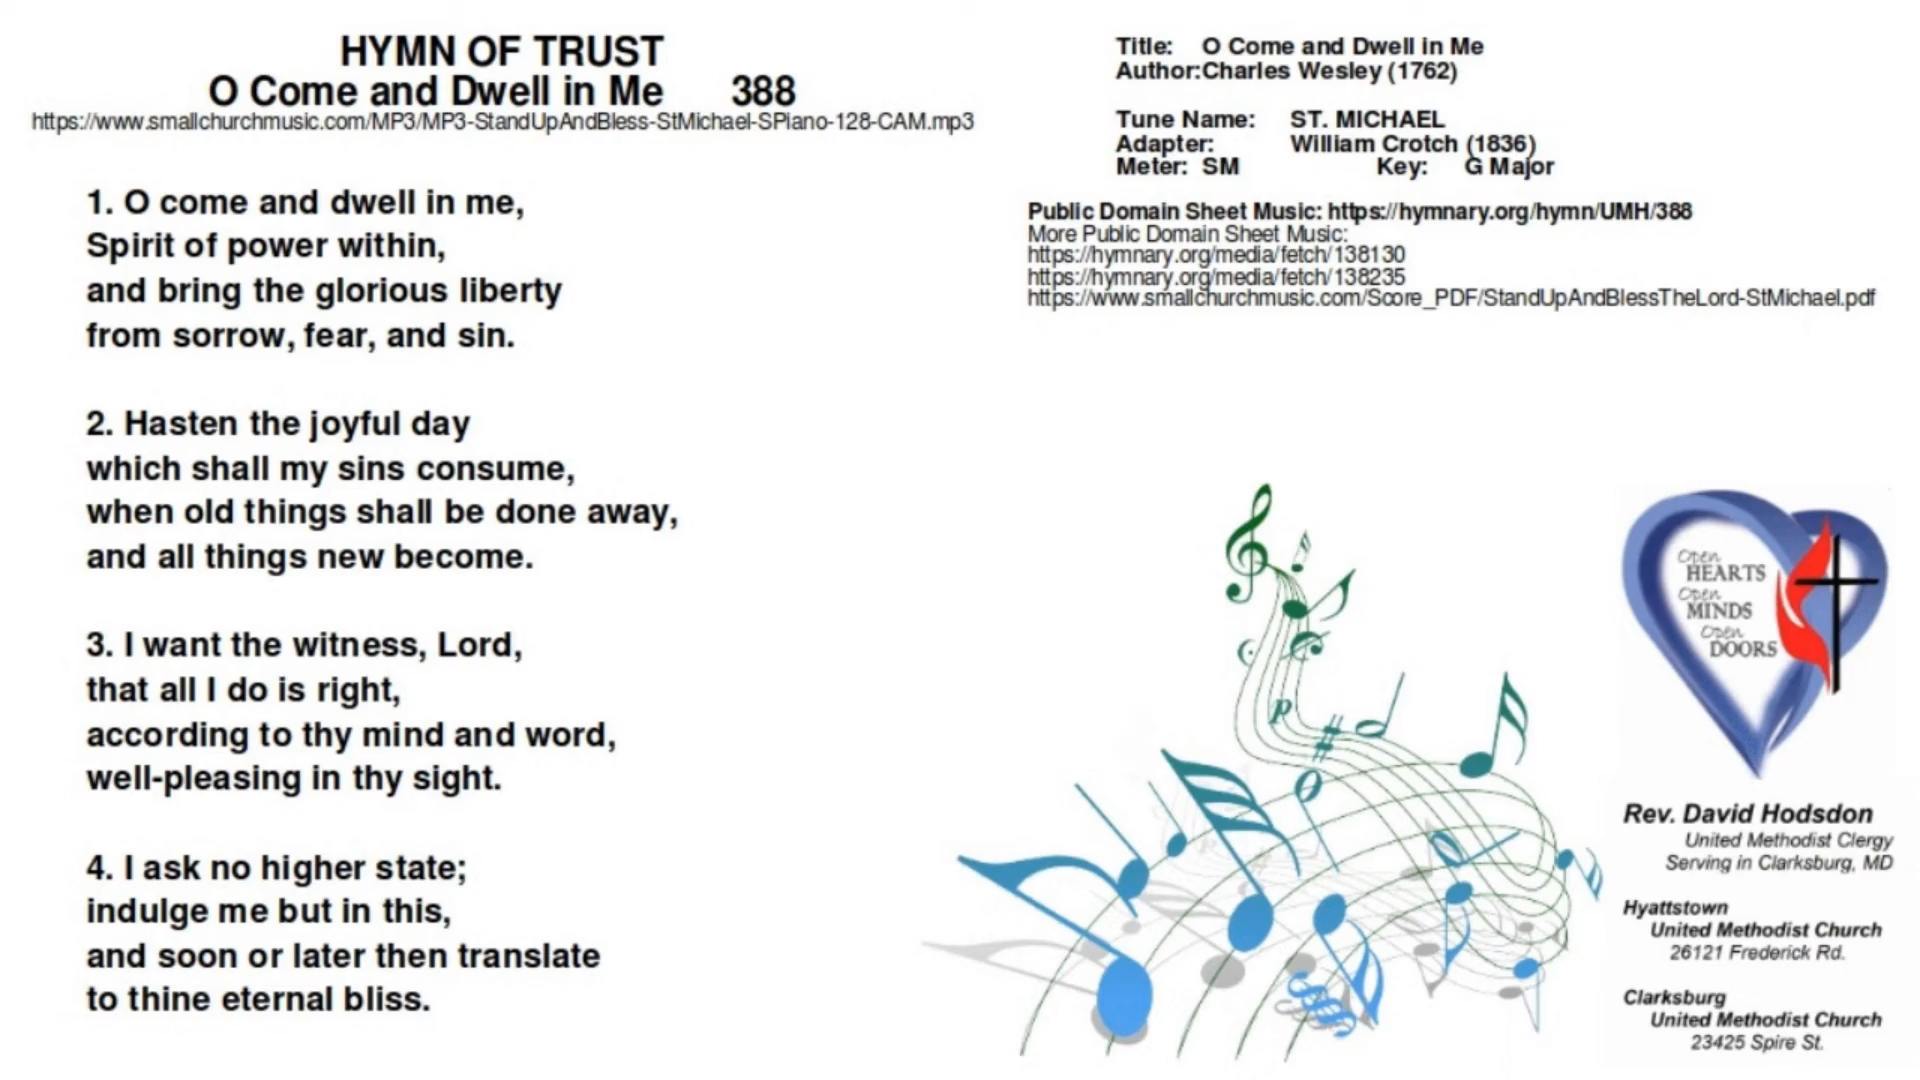 HYMN OF TRUST
O Come and Dwell in Me 388
https://www.smallchurchmusic.com/MP3/MP3-StandUpAndBless-StMichael-SPiano-128-CAM.mp3
1. O come and dwell in me,
Spirit of power within,
and bring the glorious liberty
from sorrow, fear, and sin.
2. Hasten the joyful day
which shall my sins consume,
when old things shall be done away,
and all things new become.
3. I want the witness, Lord,
that all I do is right,
according to thy mind and word,
well-pleasing in thy sight.
4. I ask no higher state;
indulge me but in this,
and soon or later then translate
to thine eternal bliss.
Title: O Come and Dwell in Me
Author:Charles Wesley (1762)
Tune Name: ST. MICHAEL
Adapter: William Crotch (1836)
Meter: SM Key: G Major
Public Domain Sheet Music: https://hymnary.org/hymn/UMH/388
More Public Domain Sheet Music:
https://hymnary.org/media/fetch/138130
https://hymnary.org/media/fetch/138235
https://www.smallchurchmusic.com/Score_PDF/StandUpAndBlessTheLord-StMichael.pdf
Open
HEARTS
Open
MINDS
Open
DOORS
Rev. David Hodsdon
United Methodist Clergy
Serving in Clarksburg, MD
Hyattstown
United Methodist Church
26121 Frederick Rd.
Clarksburg
United Methodist Church
23425 Spire St.